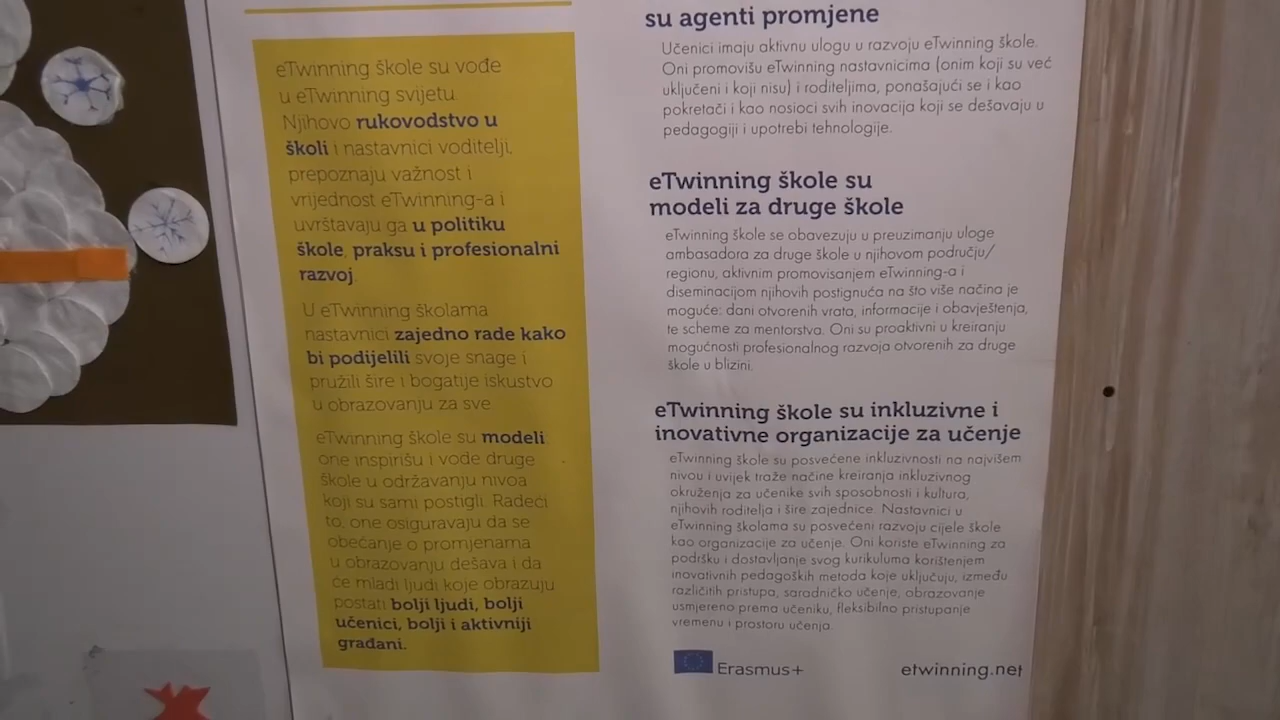 eTwinning škole su vođe
u eTwinning svijetu.
Njihovo rukovodstvo u
školi i nastavnici voditelji,
prepoznaju važnost i
vrijednost eTwinning-a i
uvrštavaju ga u politiku
škole, praksu i profesionalni
razvoj.
U eTwinning školama
nastavnici zajedno rade kako
bi podijelili svoje snage i
pružili šire i bogatije iskustvo
u obrazovanju za sve.
eTwinning škole su modeli:
one inspirišu i vode druge
škole u održavanju nivoa
koji su sami postigli. Radeći
to, one osiguravaju da se
obećanje o promjenama
u obrazovanju dešava i da
će mladi ljudi koje obrazuju
postati bolji ljudi, bolji
učenici, bolji i aktivniji
građani.
su agenti promjene
Učenici imaju aktivnu ulogu u razvoju eTwinning škole.
Oni promovišu eTwinning nastavnicima (onim koji su već
uključeni i koji nisu) i roditeljima, ponašajući se i kao
pokretači i kao nosioci svih inovacija koji se dešavaju u
pedagogiji i upotrebi tehnologije.
eTwinning škole su
modeli za druge škole
eTwinning škole se obavezuju u preuzimanju uloge
ambasadora za druge škole u njihovom području/
regionu, aktivnim promovisanjem eTwinning-a i
diseminacijom njihovih postignuća na što više načina je
moguće: dani otvorenih vrata, informacije i obavještenja,
te scheme za mentorstva. Oni su proaktivni u kreiranju
mogućnosti profesionalnog razvoja otvorenih za druge
škole u blizini.
eTwinning škole su inkluzivne i
inovativne organizacije za učenje
eTwinning škole su posvećene inkluzivnosti na najvišem
nivou i uvijek traže načine kreiranja inkluzivnog
okruženja za učenike svih sposobnosti i kultura,
njihovih roditelja i šire zajednice. Nastavnici u
eTwinning školama su posvećeni razvoju cijele škole
kao organizacije za učenje. Oni koriste eTwinning za
podršku i dostavljanje svog kurikuluma korištenjem
inovativnih pedagoških metoda koje uključuju, između
različitih pristupa, saradničko učenje, obrazovanje
usmjereno prema učeniku, fleksibilno pristupanje
vremenu i prostoru učenja.
Erasmus+
etwinning.net